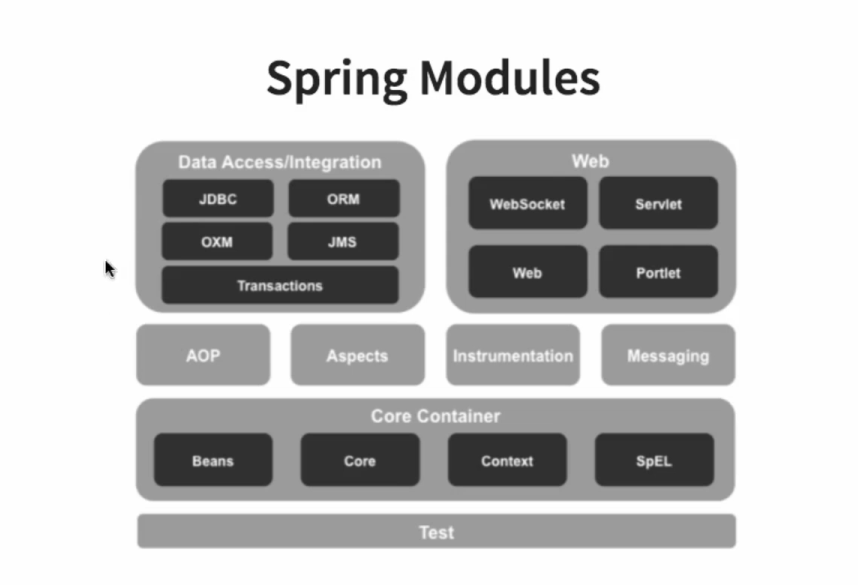 Spring Modules
Data Access/Integration
JDBC
ORM
OXM
JMS
Transactions
Web
WebSocket
Servlet
Web
Portlet
AOP
Aspects
Instrumentation
Messaging
Core Container
Beans
Core
Context
SpEL
Test